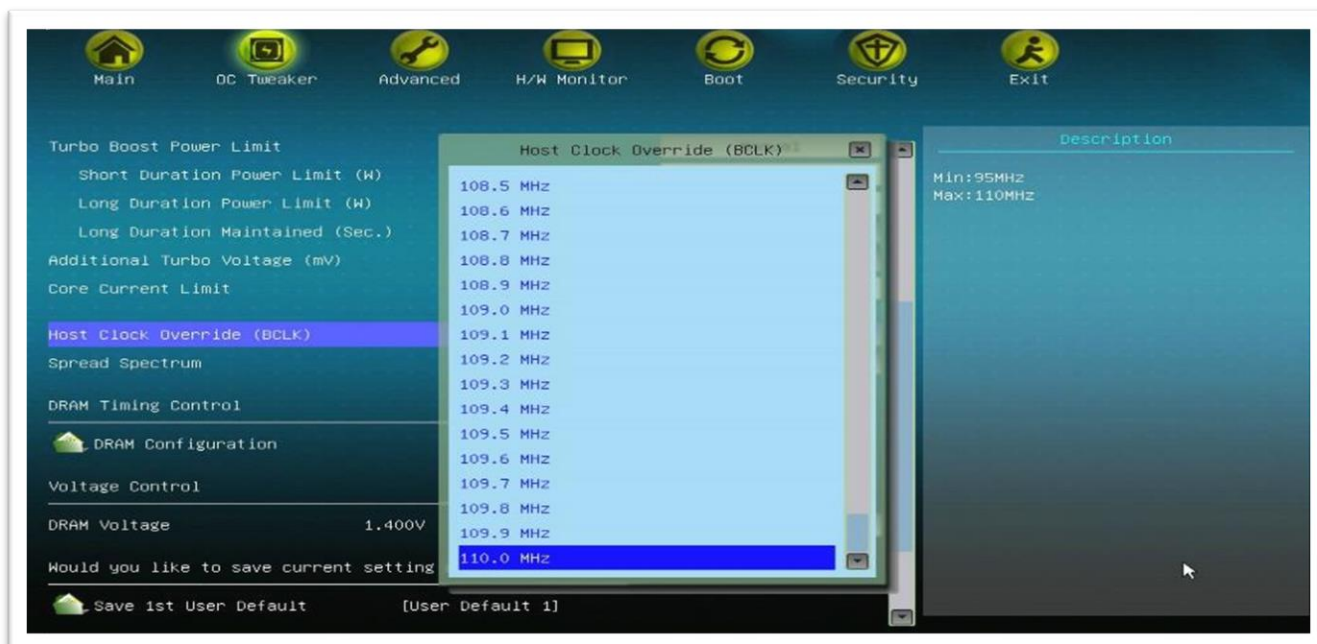 Main OC Tweaker Advanced H/W Monitor Boot Security Exit
Turbo Boost Power Limit
Short Duration Power Limit (W)
Long Duration Power Limit (W)
Long Duration Maintained (Sec.)
Additional Turbo Voltage (mV)
Core Current Limit
Host Clock Override (BCLK)
Spread Spectrum
DRAM Timing Control
DRAM Configuration
Voltage Control
DRAM Voltage 1.400V
Would you like to save current setting
Save 1st User Default [User Default 1]
Host Clock Override (BCLK)
108.5 MHz
108.6 MHz
108.7 MHz
108.8 MHz
108.9 MHz
109.0 MHz
109.1 MHz
109.2 MHz
109.3 MHz
109.4 MHz
109.5 MHz
109.6 MHz
109.7 MHz
109.8 MHz
109.9 MHz
110.0 MHz
Description
Min:95MHz
Max:110MHz